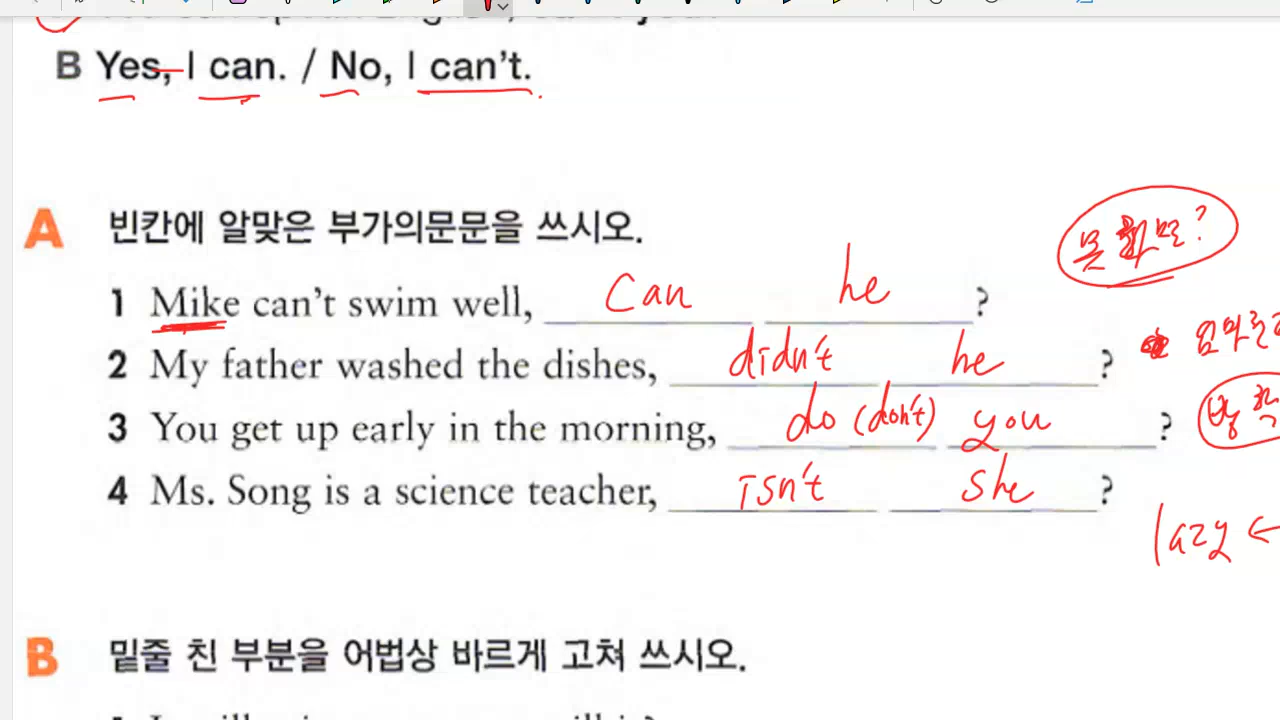 B Yes, I can. / No, I can't.
A 빈칸에 알맞은 부가의문문을 쓰시오.
1 Mike can't swim well, can he ?
2 My father washed the dishes, didn't he ?
3 You get up early in the morning, do (don't) you ?
4 Ms. Song is a science teacher, isn't she ?
lazy ←
B 밑줄 친 부분을 어법상 바르게 고쳐 쓰시오.